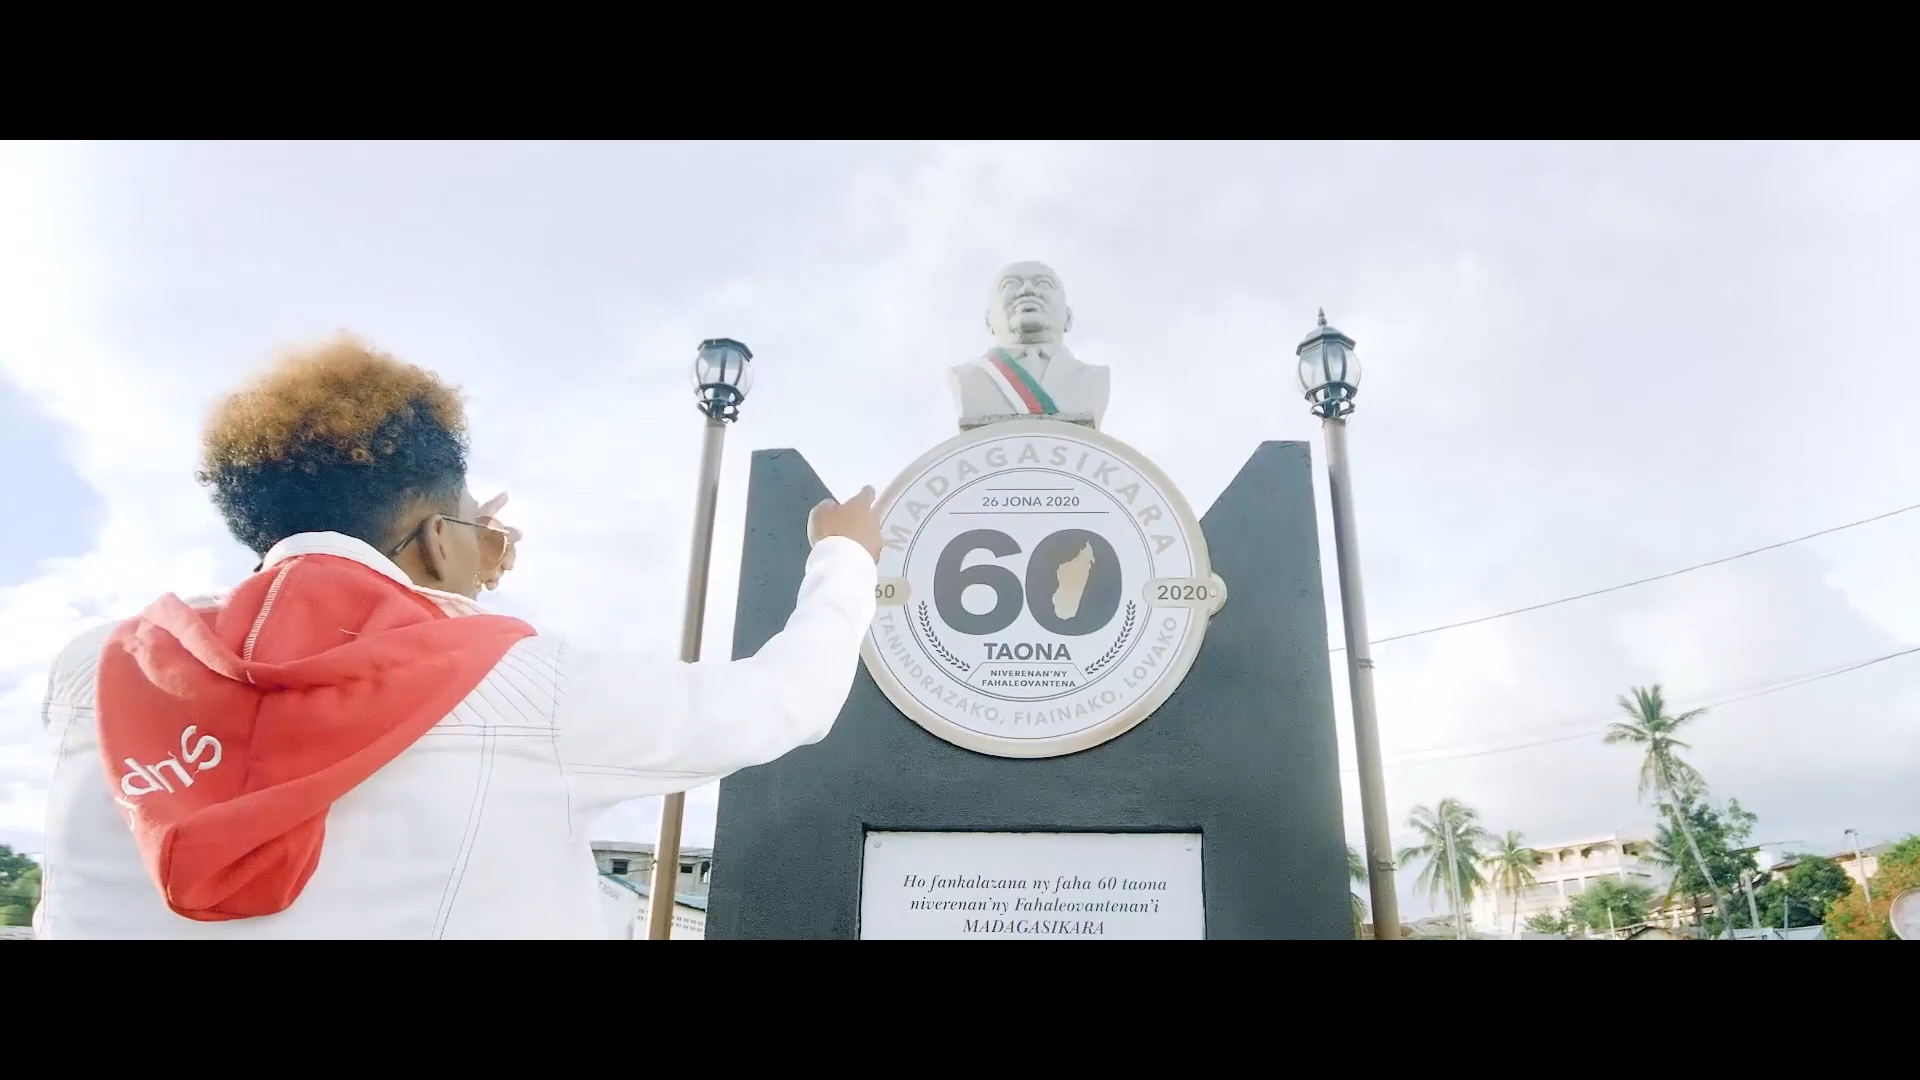 MADAGASIKARA
26 JONA 2020
60
60
2020
TAONA
NIVERENAN'NY
FAHALEOVANTENA
TANINDRAZAKO, FIAINAKO, LOVAKO
Sup
Ho fankalazana ny faha 60 taona
niverenan'ny Fahaleovantenan'i
MADAGASIKARA